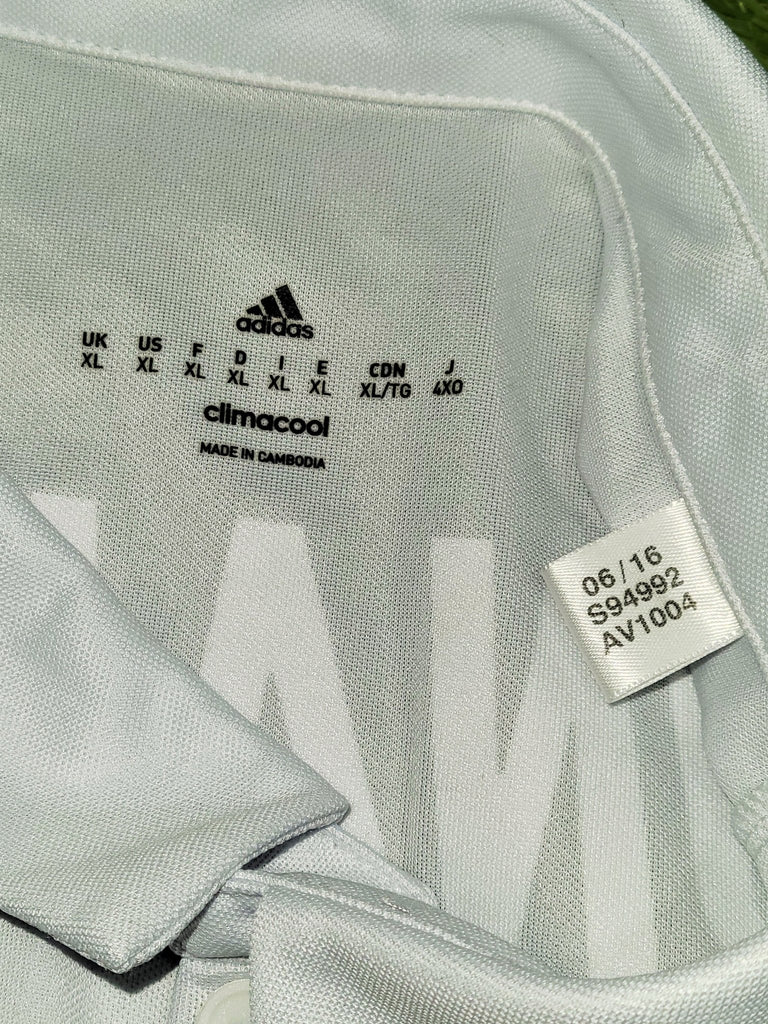 adidas
UK US F D I E CDN J
XL XL XL XL XL XL XL/TG 4XO
climacool
MADE IN CAMBODIA
06/16
S94992
AV1004